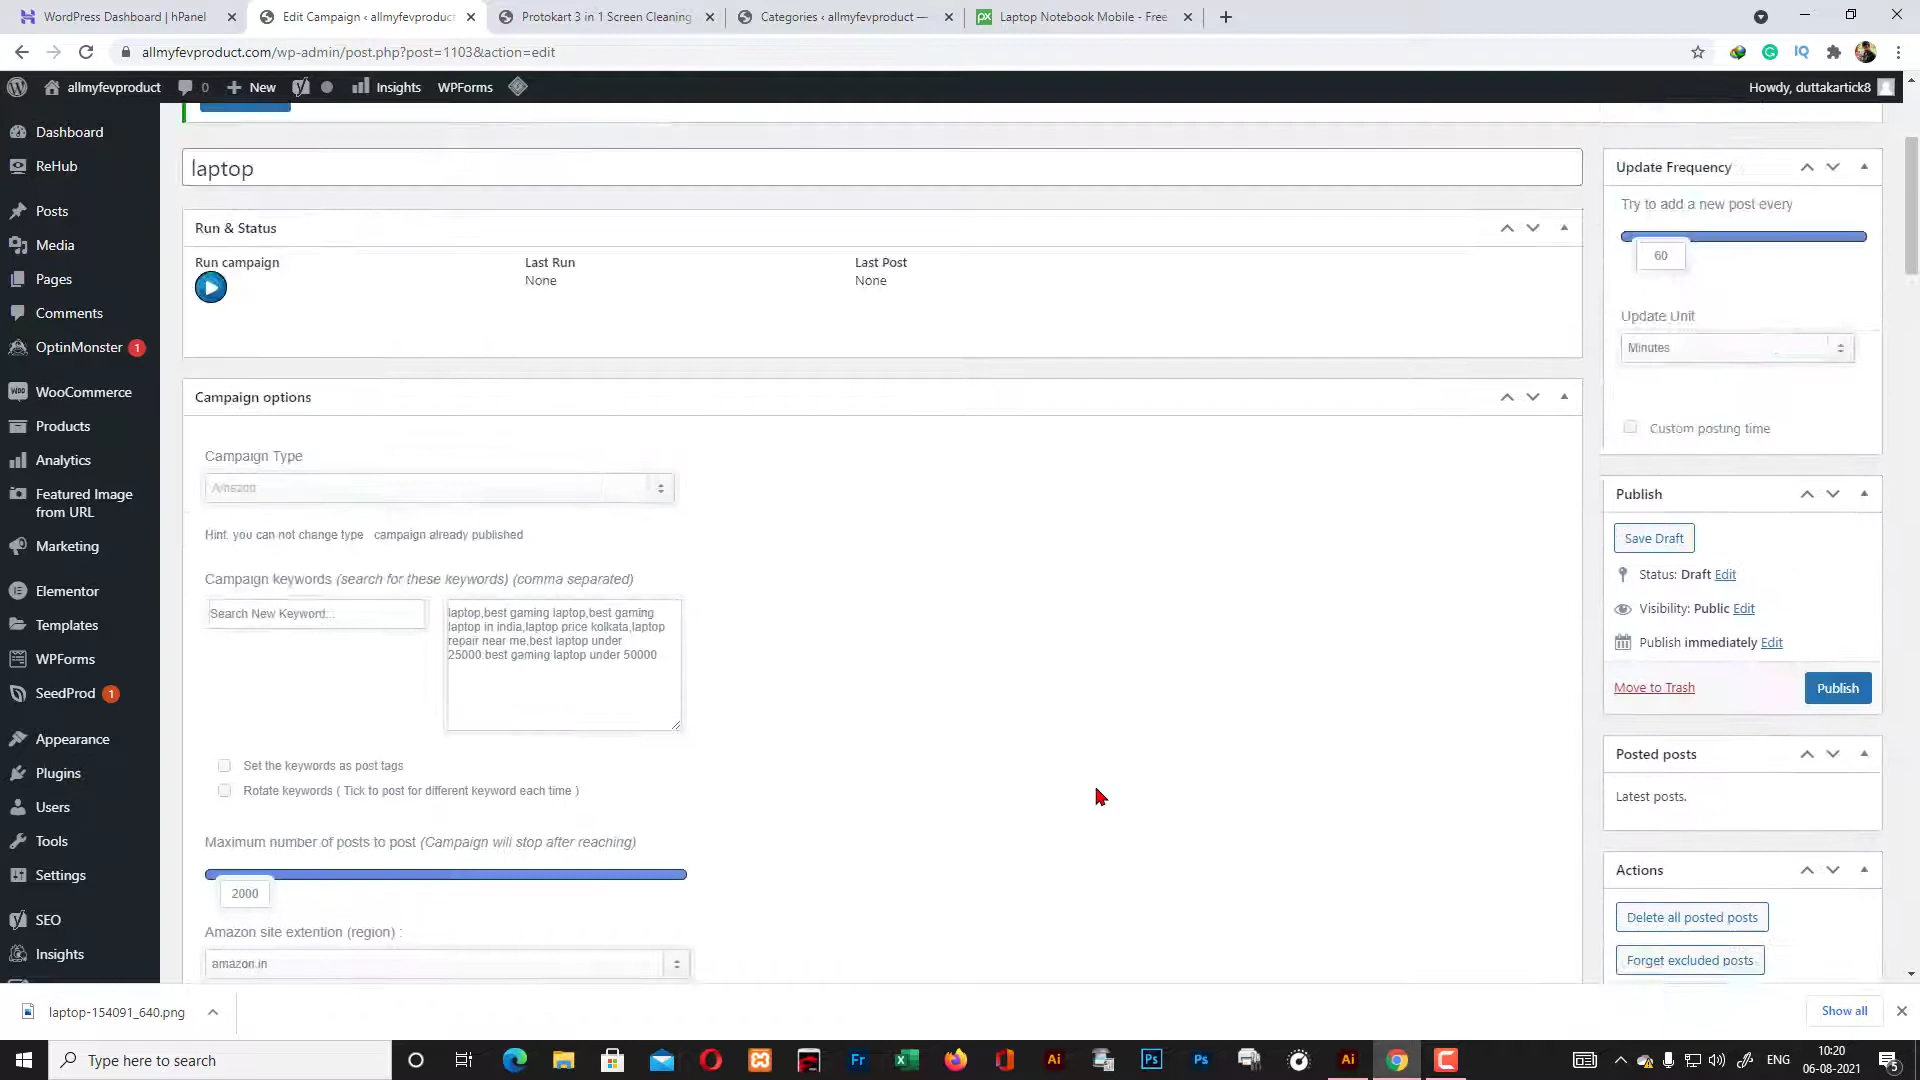 WordPress Dashboard | hPanel
Edit Campaign ‹ allmyfevproduct
Protokart 3 in 1 Screen Cleaning
Categories ‹ allmyfevproduct —
px
Laptop Notebook Mobile - Free
allmyfevproduct.com/wp-admin/post.php?post=1103&action=edit
allmyfevproduct
0
New
Insights
WPForms
Howdy, duttakartick8
Dashboard
ReHub
Posts
Media
Pages
Comments
OptinMonster 1
WooCommerce
Products
Analytics
Featured Image
from URL
Marketing
Elementor
Templates
WPForms
SeedProd 1
Appearance
Plugins
Users
Tools
Settings
SEO
Insights
laptop
Run & Status
Run campaign
Last Run
None
Last Post
None
Campaign options
Campaign Type
Amazon
Hint. you can not change type campaign already published
Campaign keywords (search for these keywords) (comma separated)
Search New Keyword...
laptop,best gaming laptop,best gaming
laptop in india,laptop price kolkata,laptop
repair near me,best laptop under
25000 best gaming laptop under 50000
Set the keywords as post tags
Rotate keywords ( Tick to post for different keyword each time )
Maximum number of posts to post (Campaign will stop after reaching)
2000
Amazon site extention (region) :
amazon.in
Update Frequency
Try to add a new post every
60
Update Unit
Minutes
Custom posting time
Publish
Save Draft
Status: Draft Edit
Visibility: Public Edit
Publish immediately Edit
Move to Trash
Publish
Posted posts
Latest posts.
Actions
Delete all posted posts
Forget excluded posts
laptop-154091_640.png
Show all
Type here to search
Fr
Ai
Ps
Ps
Ai
ENG
10:20
06-08-2021
5